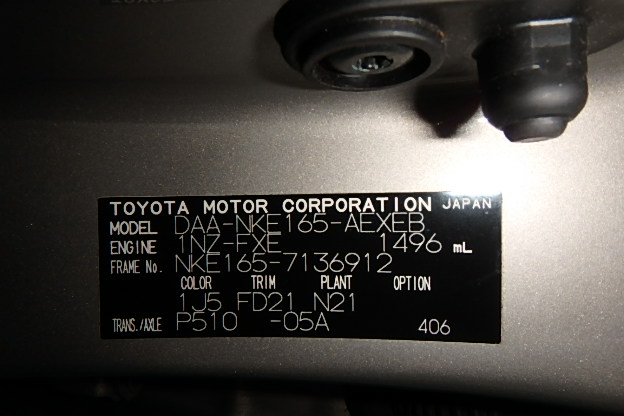 TOYOTA MOTOR CORPORATION JAPAN
MODEL DAA-NKE165-AEXEB
ENGINE 1NZ-FXE 1496 mL
FRAME No. NKE165-7136912
COLOR TRIM PLANT OPTION
1J5 FD21 N21
TRANS./AXLE P510 -05A 406